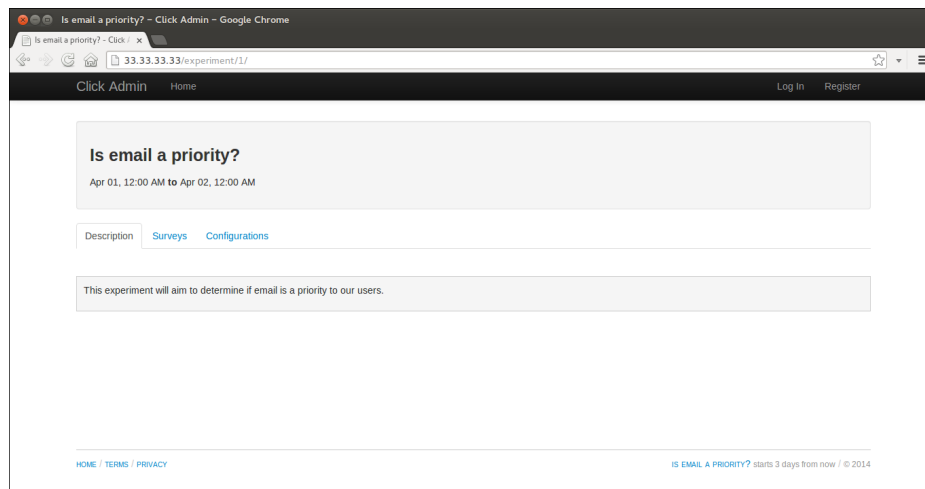 Is email a priority? – Click Admin – Google Chrome
Is email a priority? - Click
33.33.33.33/experiment/1/
Click Admin Home Log In Register
Is email a priority?
Apr 01, 12:00 AM to Apr 02, 12:00 AM
Description Surveys Configurations
This experiment will aim to determine if email is a priority to our users.
HOME / TERMS / PRIVACY IS EMAIL A PRIORITY? starts 3 days from now / © 2014